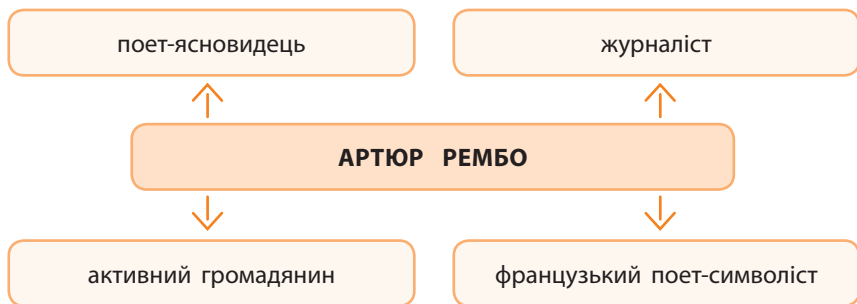 поет-ясновидець
журналіст
АРТЮР РЕМБО
активний громадянин
французький поет-символіст